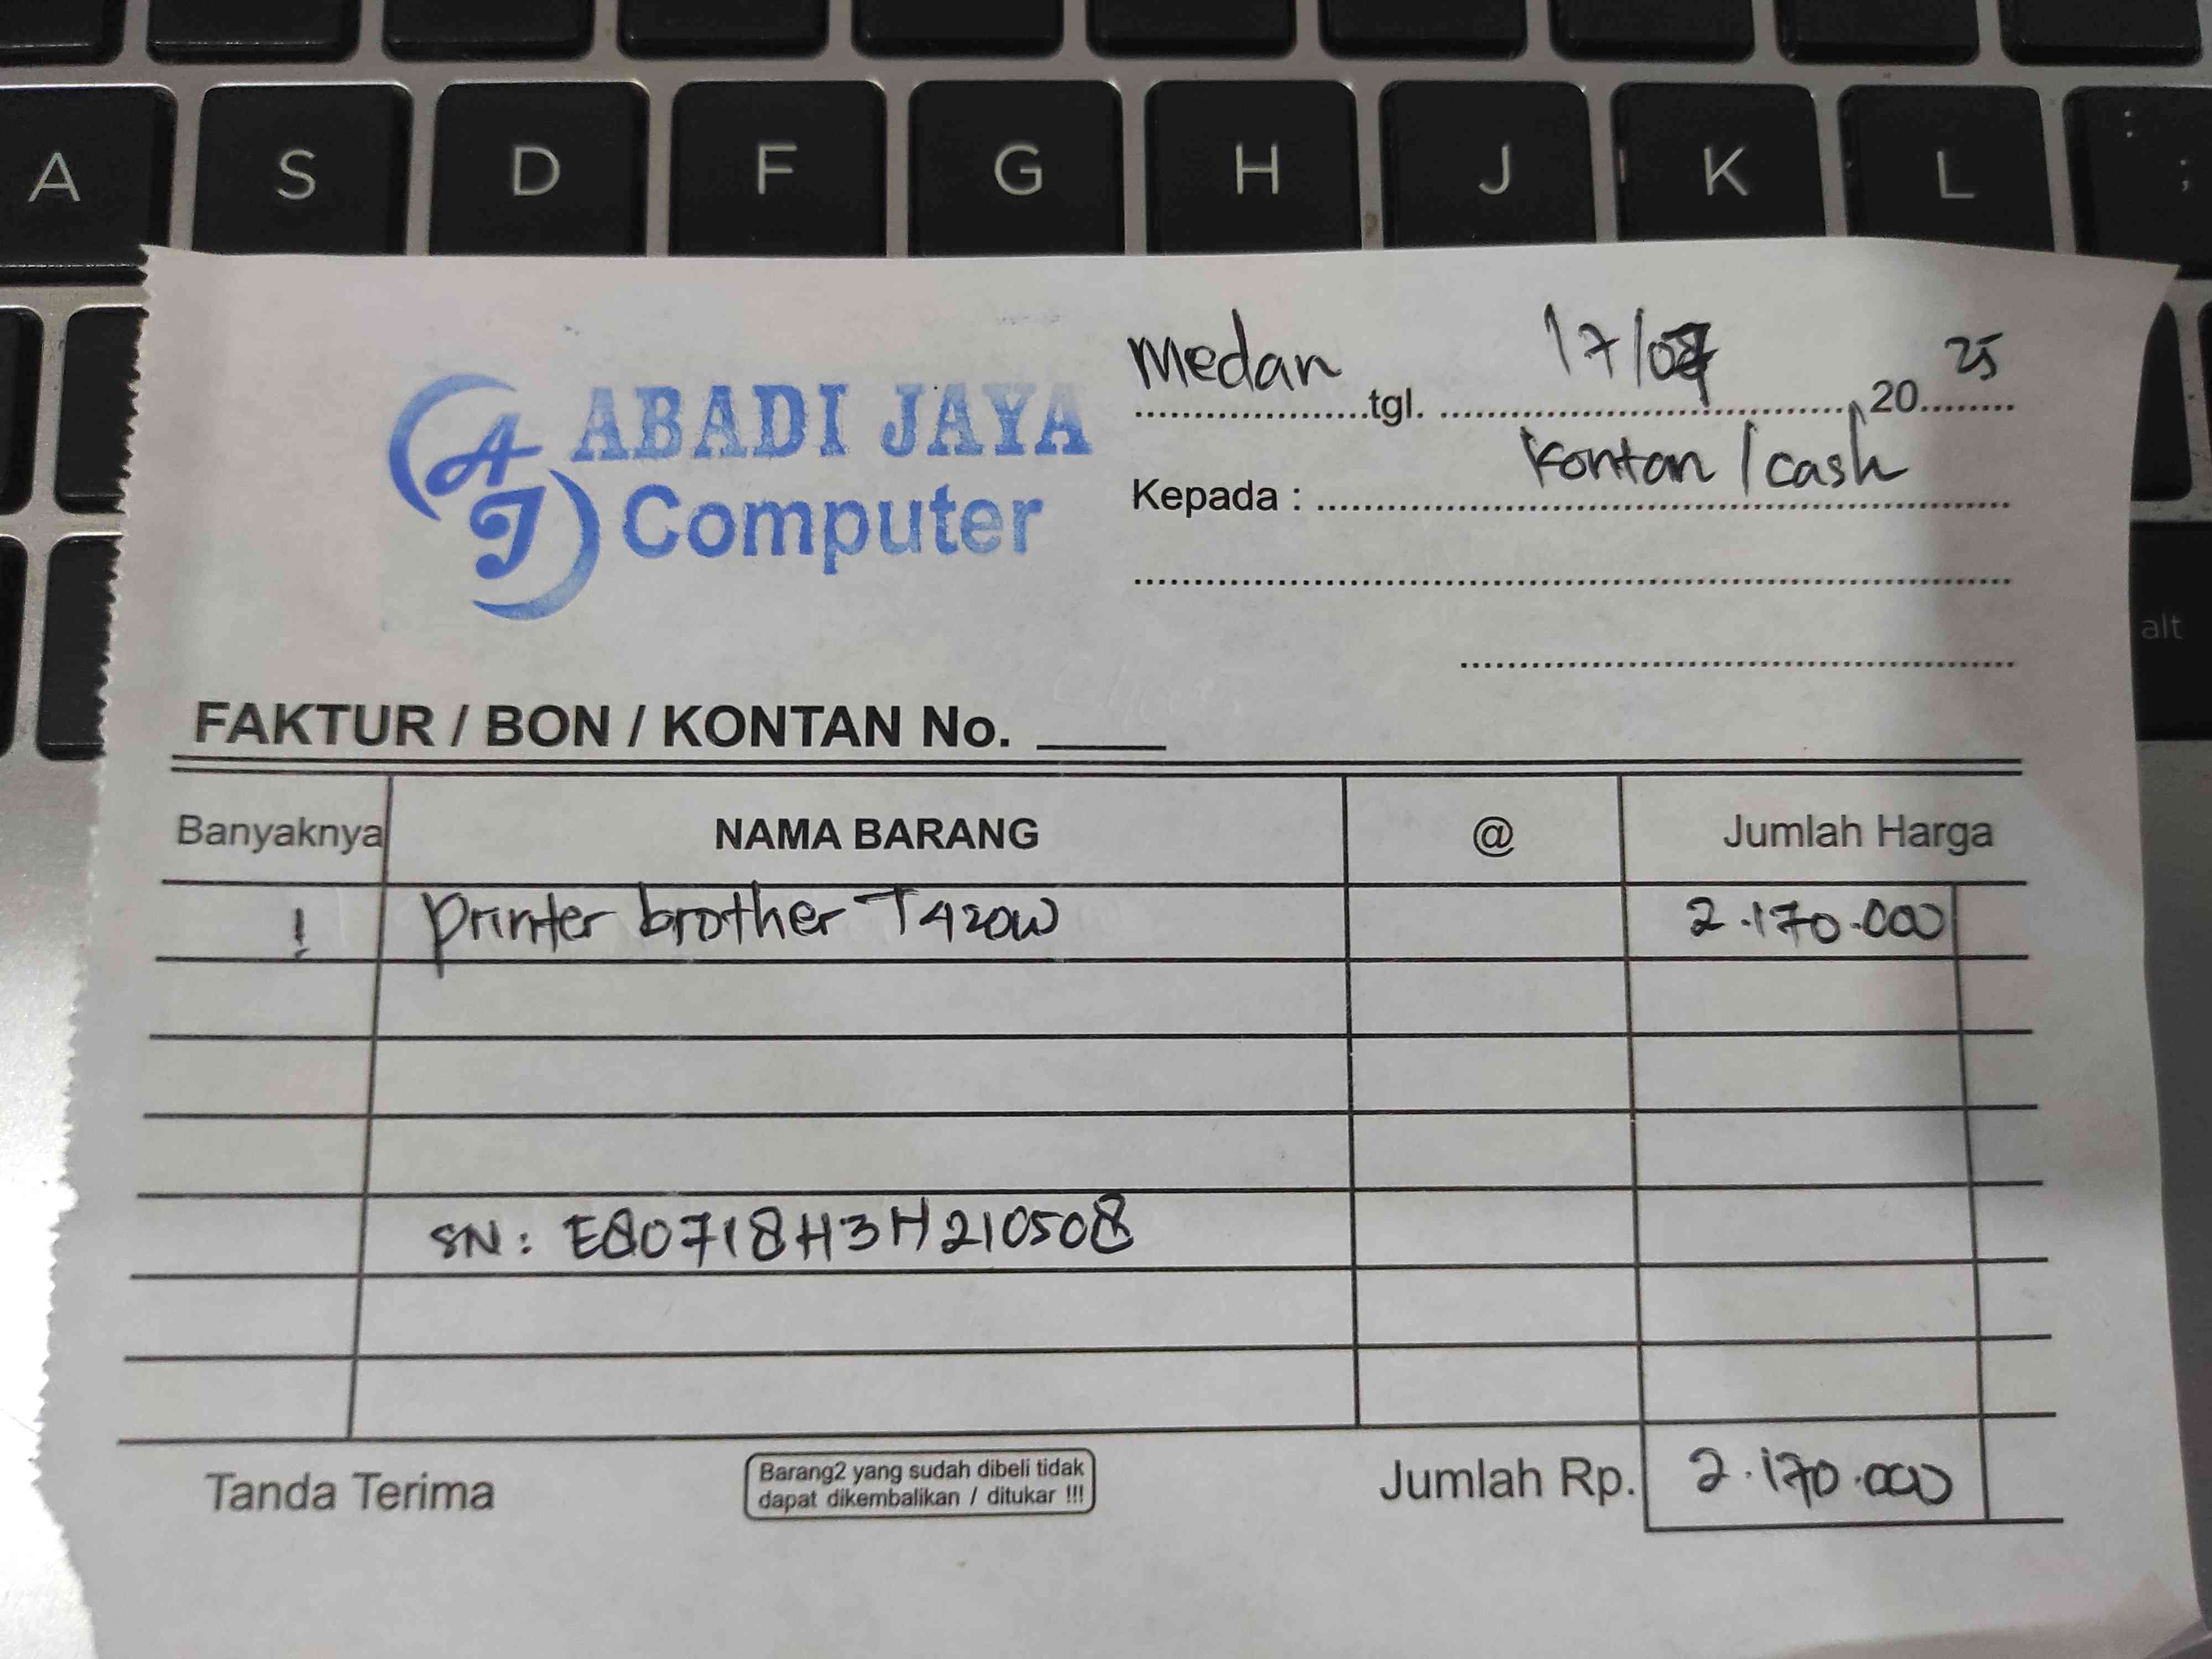 A S D F G H J K L : ;
medan tgl. 17/ 20 25
ABADI JAYA
Computer
AJ
Kepada : Kontan / cash
alt
FAKTUR / BON / KONTAN No.
Banyaknya NAMA BARANG @ Jumlah Harga
1 printer brother T420W 2.170.000
SN : E80718H3H210508
Tanda Terima
Barang2 yang sudah dibeli tidak
dapat dikembalikan / ditukar !!!
Jumlah Rp. 2.170.000